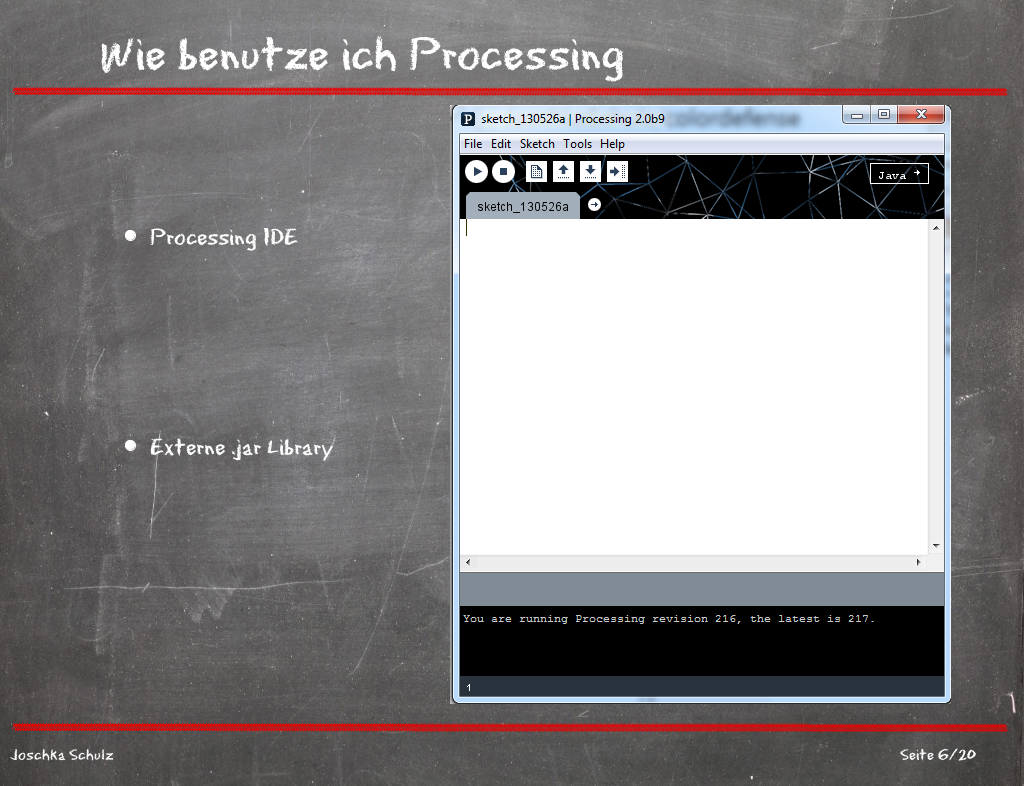 Wie benutze ich Processing
Processing IDE
Externe .jar Library
sketch_130526a | Processing 2.0b9
colordefense
File Edit Sketch Tools Help
Java
sketch_130526a
You are running Processing revision 216, the latest is 217.
1
Joschka Schulz
Seite 6/20